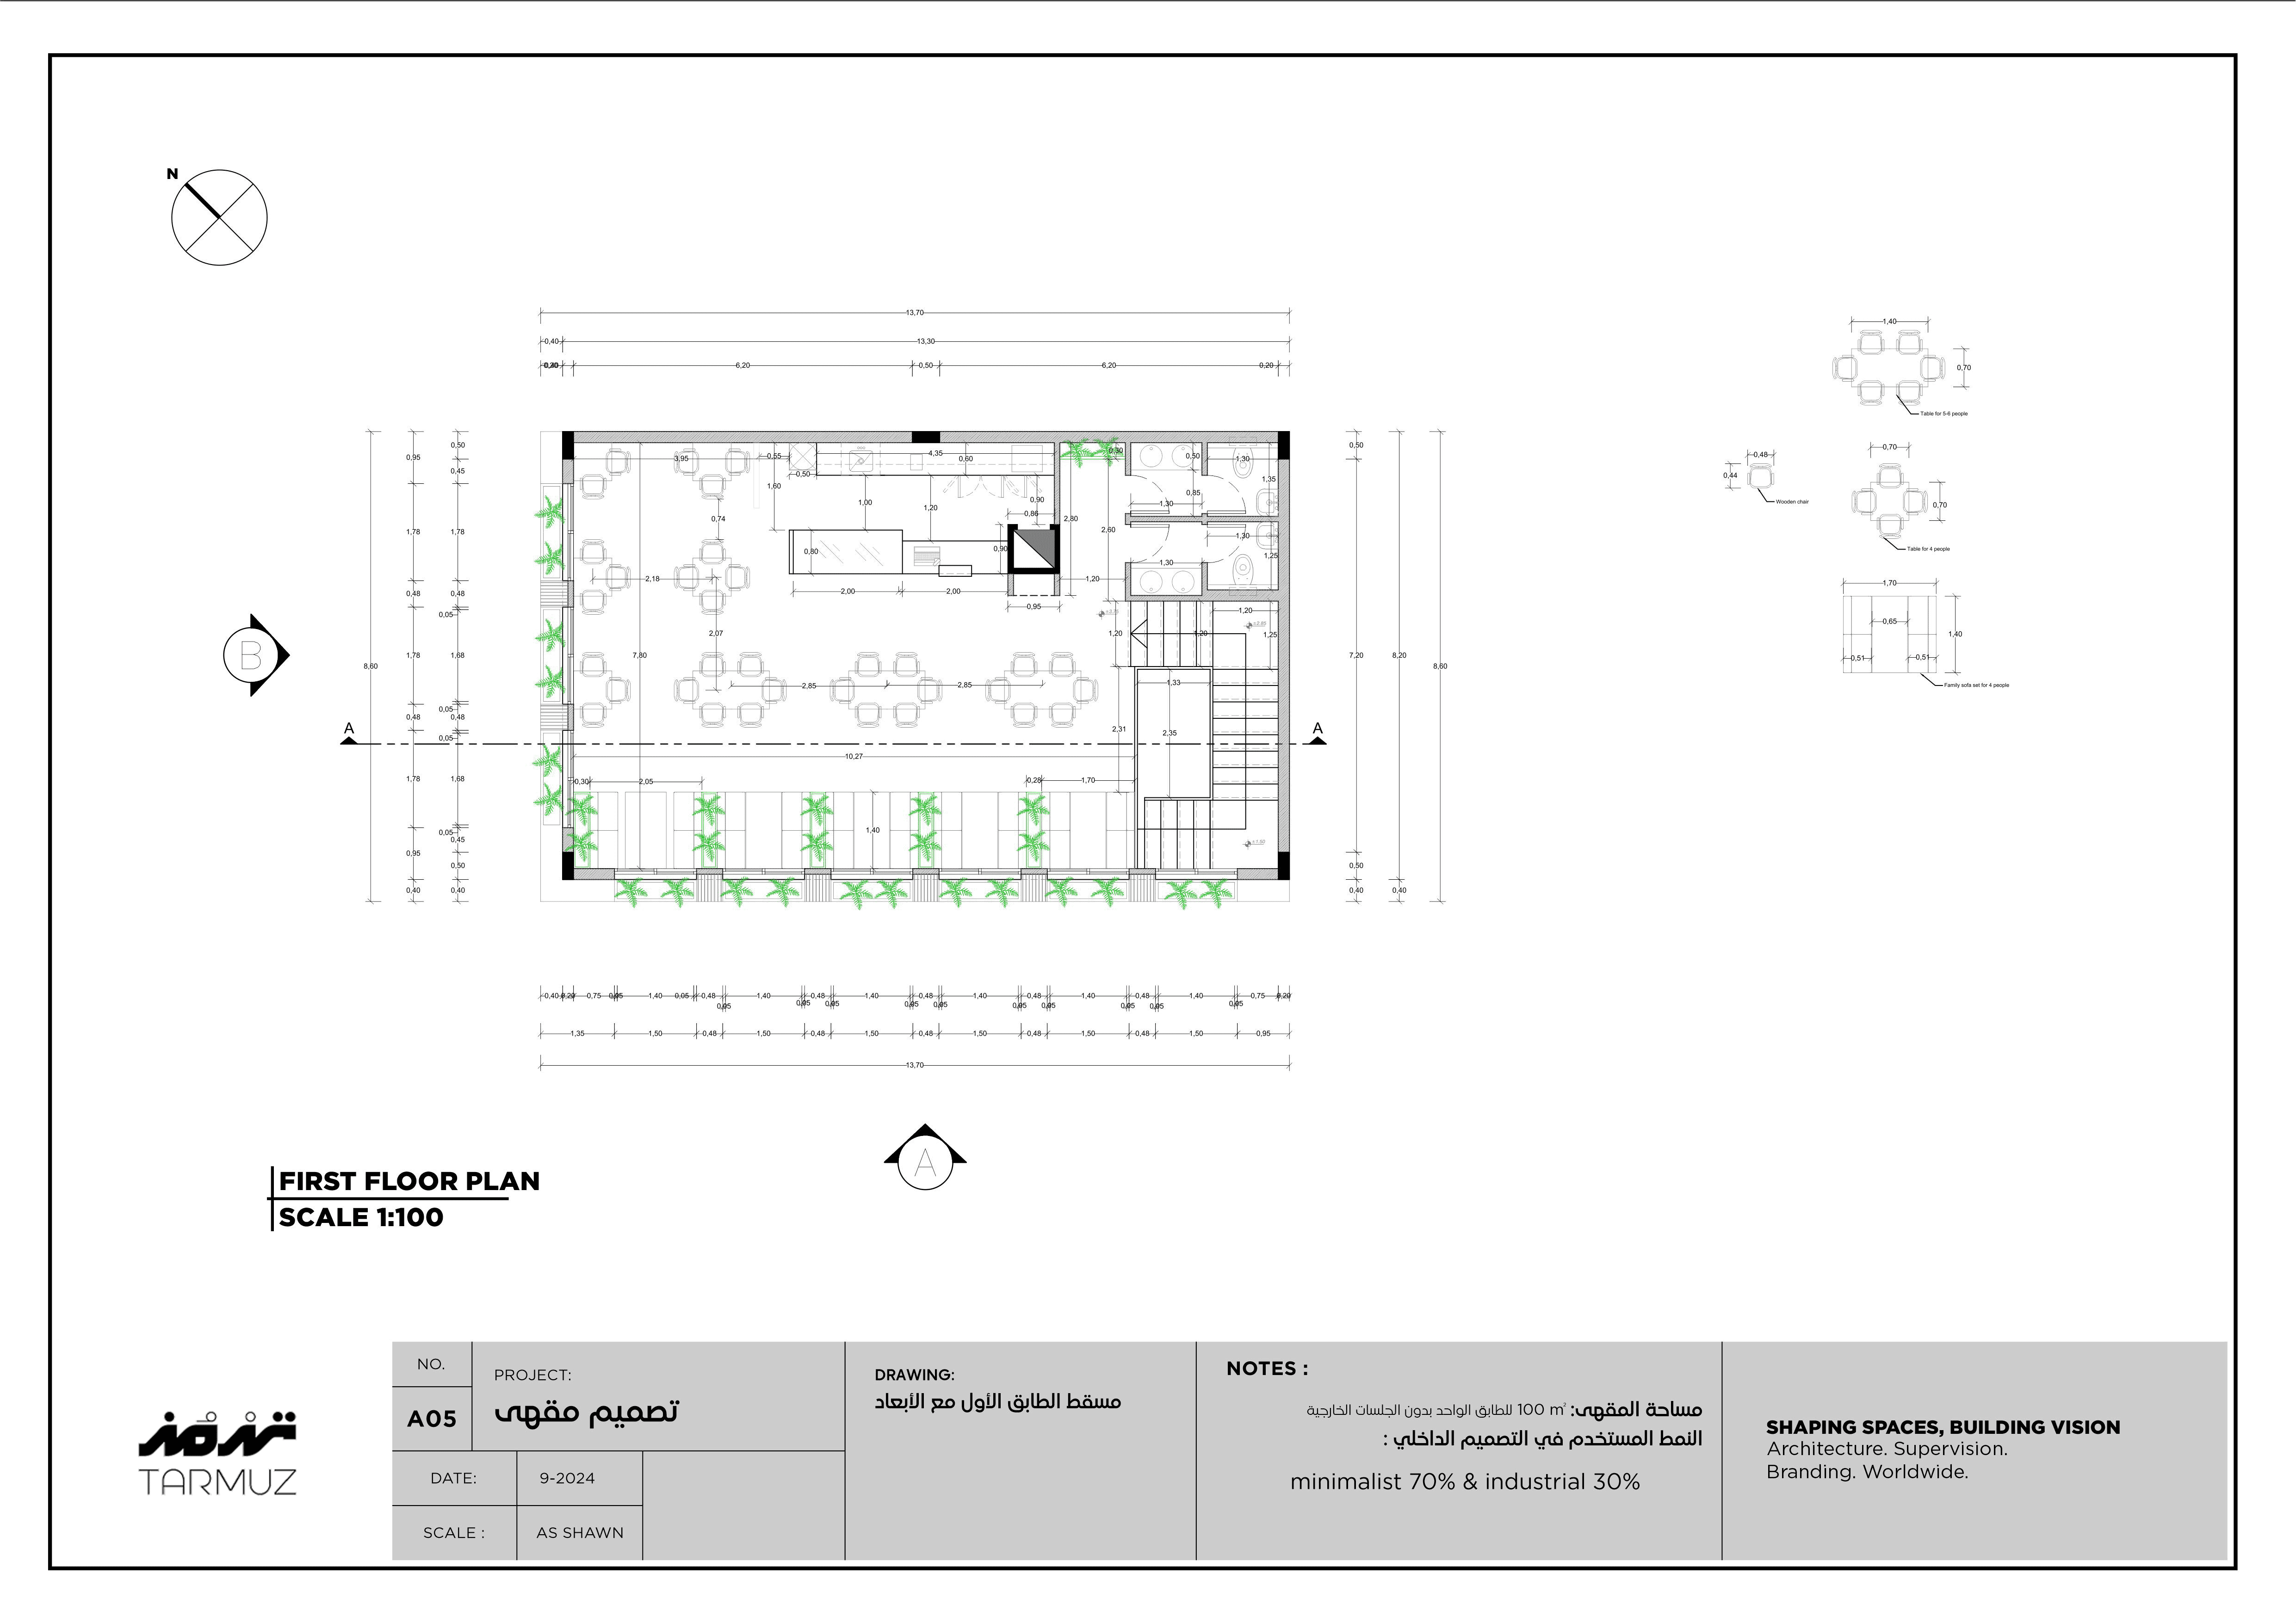 N
13,70
0,40 13,30
6,20 0,50 6,20 0,20
0,50
0,95
0,45
1,78 1,78
0,48 0,48
0,05
1,78 1,68
8,60
0,05
0,48 0,48
0,05
1,78 1,68
0,05
0,45
0,95
0,50
0,40 0,40
B
A
A
3,95 0,55 4,35 0,60 0,30 0,50 1,30
0,50 1,35
1,60 0,85
1,00 1,20 0,90 1,30
0,86
0,74 2,80
2,60 1,30
0,80 0,90 1,25
1,30
2,18 1,20
2,00 2,00
0,95 1,20
2,07 1,20 1,20 1,25
7,80
2,85 2,85 1,33
2,31 2,35
10,27
0,30 2,05 0,28 1,70
1,40
0,50
7,20 8,20
8,60
0,50
0,40 0,40
0,40 0,20 0,75 0,05 1,40 0,05 0,48 1,40 0,48 1,40 0,48 1,40 0,48 1,40 0,48 1,40 0,75 0,20
0,05 0,05 0,05 0,05 0,05 0,05 0,05 0,05 0,05 0,05
1,35 1,50 0,48 1,50 0,48 1,50 0,48 1,50 0,48 1,50 0,48 1,50 0,95
13,70
A
1,40
0,70
Table for 5-6 people
0,70
0,48
0,44
Wooden chair
0,70
Table for 4 people
1,70
0,65
1,40
0,51 0,51
Family sofa set for 4 people
FIRST FLOOR PLAN
SCALE 1:100
ترمز
TARMUZ
NO.
A05
PROJECT:
تصميم مقهى
DATE: 9-2024
SCALE : AS SHAWN
DRAWING:
مسقط الطابق الأول مع الأبعاد
NOTES :
مساحة المقهى: 100 m² للطابق الواحد بدون الجلسات الخارجية
النمط المستخدم في التصميم الداخلي :
minimalist 70% & industrial 30%
SHAPING SPACES, BUILDING VISION
Architecture. Supervision.
Branding. Worldwide.